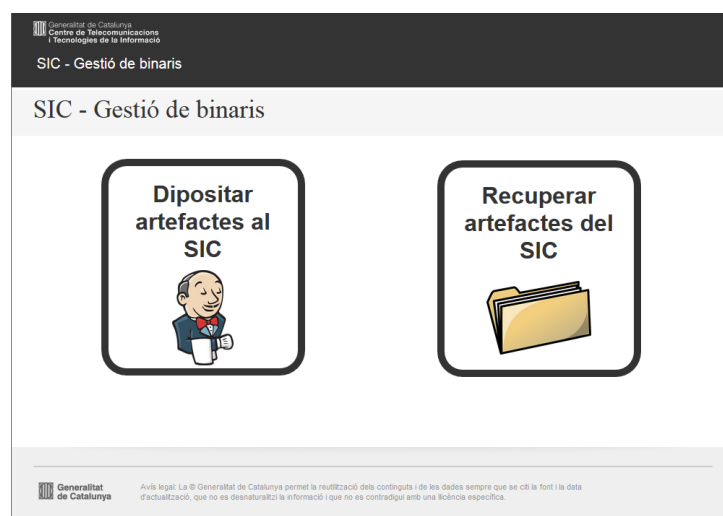 Generalitat de Catalunya
Centre de Telecomunicacions
i Tecnologies de la Informació
SIC - Gestió de binaris
SIC - Gestió de binaris
Dipositar
artefactes al
SIC
Recuperar
artefactes del
SIC
Generalitat
de Catalunya
Avís legal: La © Generalitat de Catalunya permet la reutilització dels continguts i de les dades sempre que se citi la font i la data
d'actualització, que no es desnaturalitzi la informació i que no es contradigui amb una llicència específica.